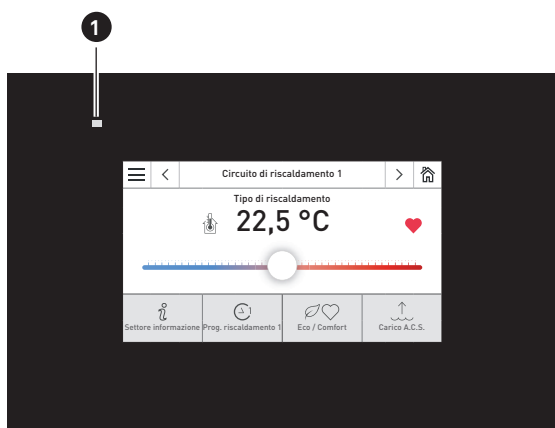 1
Circuito di riscaldamento 1
Tipo di riscaldamento
22,5 °C
Settore informazione Prog. riscaldamento 1 Eco / Comfort Carico A.C.S.